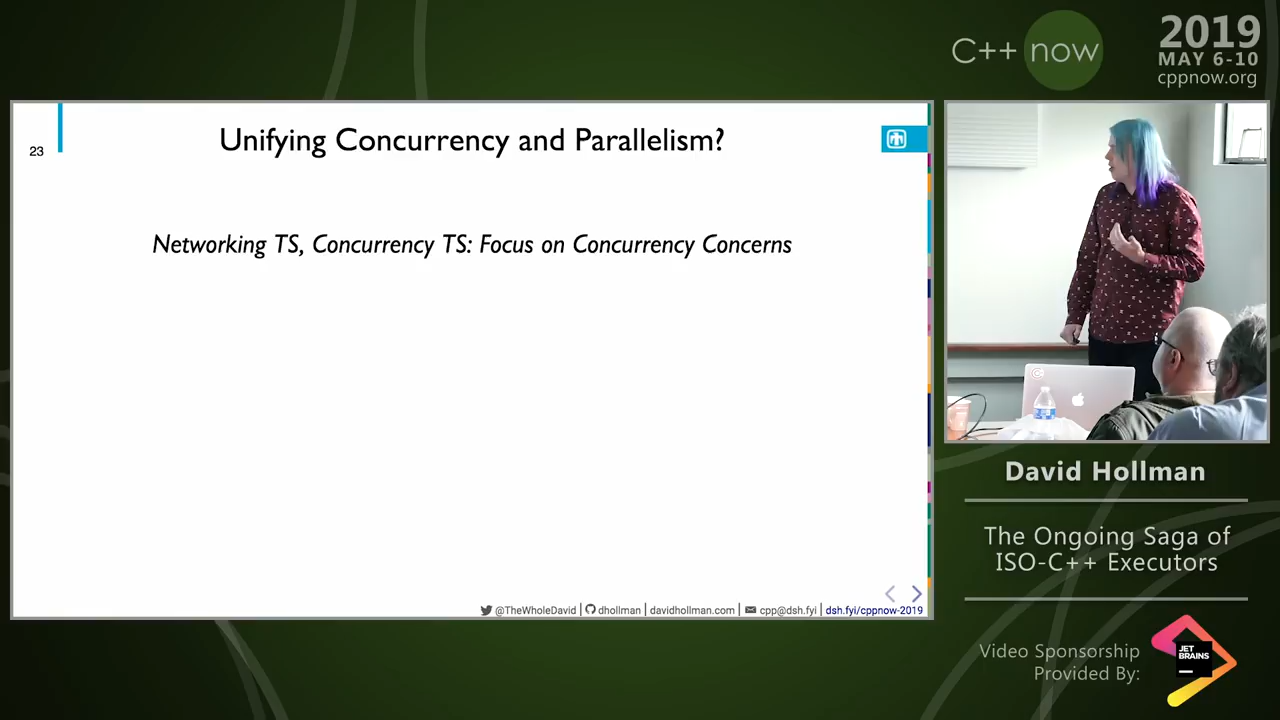 C++ now
2019
MAY 6-10
cppnow.org
23
Unifying Concurrency and Parallelism?
Networking TS, Concurrency TS: Focus on Concurrency Concerns
@TheWholeDavid | dhollman | davidhollman.com | cpp@dsh.fyi | dsh.fyi/cppnow-2019
David Hollman
The Ongoing Saga of
ISO-C++ Executors
Video Sponsorship
Provided By:
JET
BRAINS